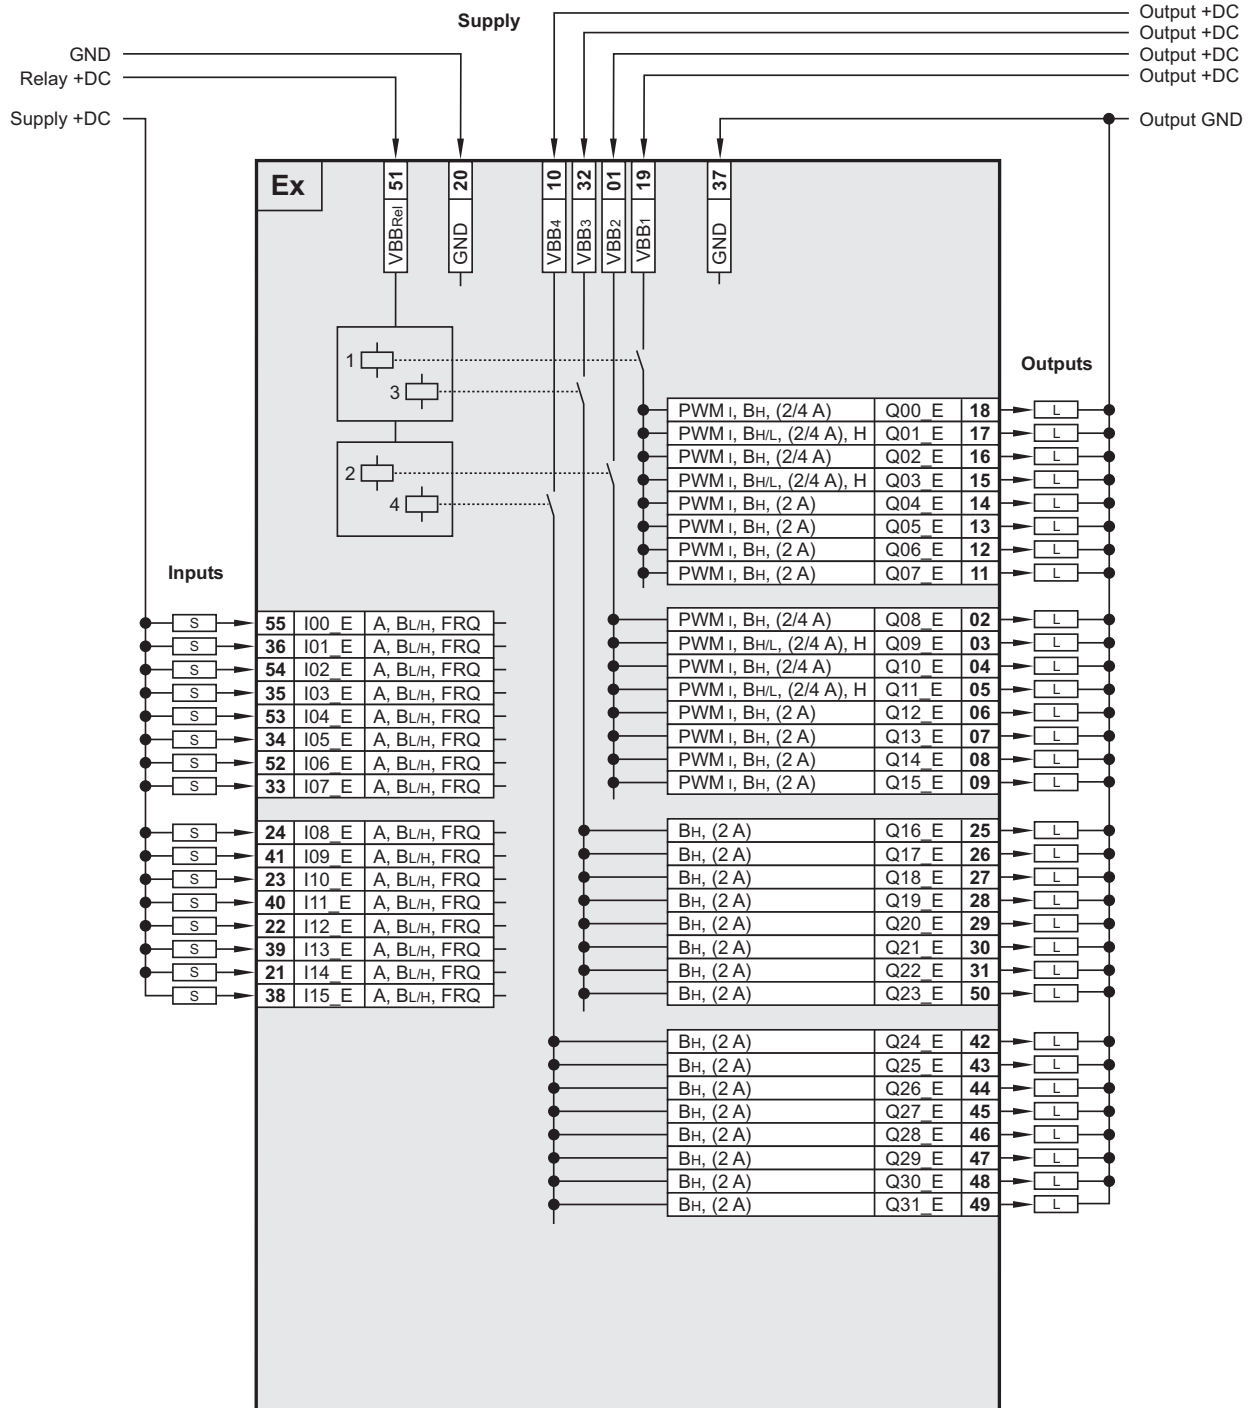 Supply
Output +DC
Output +DC
Output +DC
Output +DC
GND
Relay +DC
Supply +DC
Output GND
Ex
51 VBBRel
20 GND
10 VBB4
32 VBB3
01 VBB2
19 VBB1
37 GND
1
3
2
4
Outputs
PWM I, BH, (2/4 A) Q00_E 18 L
PWM I, BH/L, (2/4 A), H Q01_E 17 L
PWM I, BH, (2/4 A) Q02_E 16 L
PWM I, BH/L, (2/4 A), H Q03_E 15 L
PWM I, BH, (2 A) Q04_E 14 L
PWM I, BH, (2 A) Q05_E 13 L
PWM I, BH, (2 A) Q06_E 12 L
PWM I, BH, (2 A) Q07_E 11 L
PWM I, BH, (2/4 A) Q08_E 02 L
PWM I, BH/L, (2/4 A), H Q09_E 03 L
PWM I, BH, (2/4 A) Q10_E 04 L
PWM I, BH/L, (2/4 A), H Q11_E 05 L
PWM I, BH, (2 A) Q12_E 06 L
PWM I, BH, (2 A) Q13_E 07 L
PWM I, BH, (2 A) Q14_E 08 L
PWM I, BH, (2 A) Q15_E 09 L
BH, (2 A) Q16_E 25 L
BH, (2 A) Q17_E 26 L
BH, (2 A) Q18_E 27 L
BH, (2 A) Q19_E 28 L
BH, (2 A) Q20_E 29 L
BH, (2 A) Q21_E 30 L
BH, (2 A) Q22_E 31 L
BH, (2 A) Q23_E 50 L
BH, (2 A) Q24_E 42 L
BH, (2 A) Q25_E 43 L
BH, (2 A) Q26_E 44 L
BH, (2 A) Q27_E 45 L
BH, (2 A) Q28_E 46 L
BH, (2 A) Q29_E 47 L
BH, (2 A) Q30_E 48 L
BH, (2 A) Q31_E 49 L
Inputs
S 55 I00_E A, BL/H, FRQ
S 36 I01_E A, BL/H, FRQ
S 54 I02_E A, BL/H, FRQ
S 35 I03_E A, BL/H, FRQ
S 53 I04_E A, BL/H, FRQ
S 34 I05_E A, BL/H, FRQ
S 52 I06_E A, BL/H, FRQ
S 33 I07_E A, BL/H, FRQ
S 24 I08_E A, BL/H, FRQ
S 41 I09_E A, BL/H, FRQ
S 23 I10_E A, BL/H, FRQ
S 40 I11_E A, BL/H, FRQ
S 22 I12_E A, BL/H, FRQ
S 39 I13_E A, BL/H, FRQ
S 21 I14_E A, BL/H, FRQ
S 38 I15_E A, BL/H, FRQ